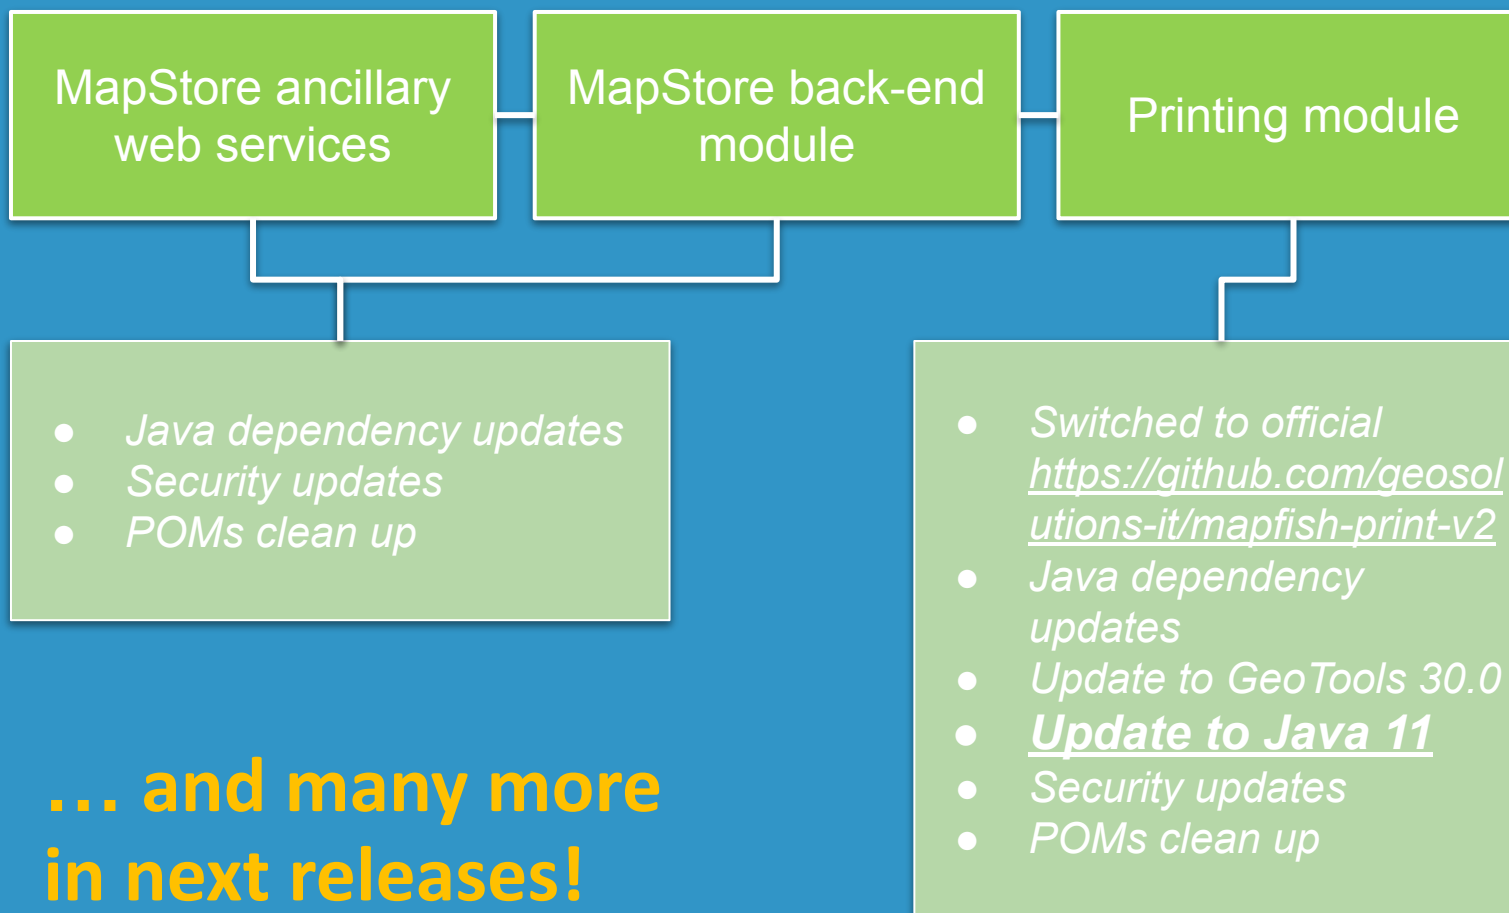 MapStore ancillary
web services
MapStore back-end
module
Printing module
● Java dependency updates
● Security updates
● POMs clean up
● Switched to official
https://github.com/geosol
utions-it/mapfish-print-v2
● Java dependency
updates
● Update to GeoTools 30.0
● Update to Java 11
● Security updates
● POMs clean up
… and many more
in next releases!